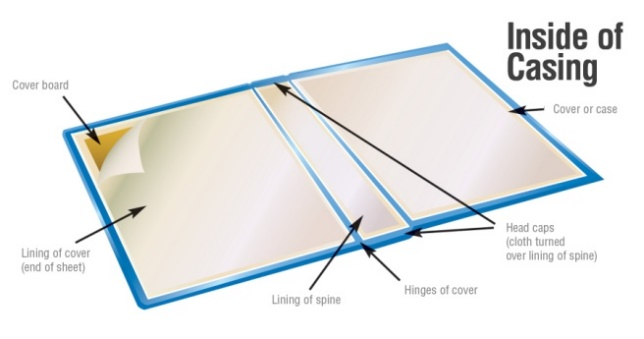 Inside of
Casing
Cover board
Cover or case
Lining of cover
(end of sheet)
Head caps
(cloth turned
over lining of spine)
Lining of spine
Hinges of cover